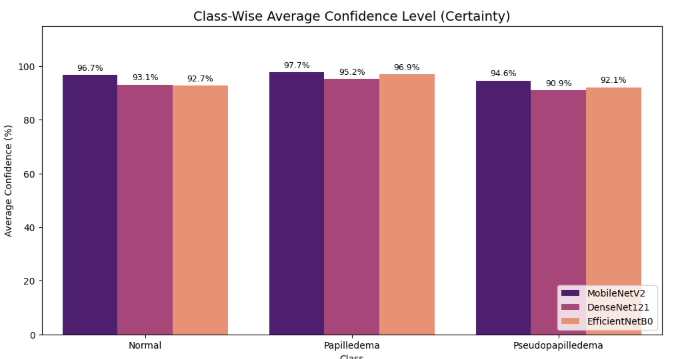 Class-Wise Average Confidence Level (Certainty)
Average Confidence (%)
100
80
60
40
20
0
96.7% 93.1% 92.7% 97.7% 95.2% 96.9% 94.6% 90.9% 92.1%
MobileNetV2
DenseNet121
EfficientNetB0
Normal Papilledema Pseudopapilledema
Class